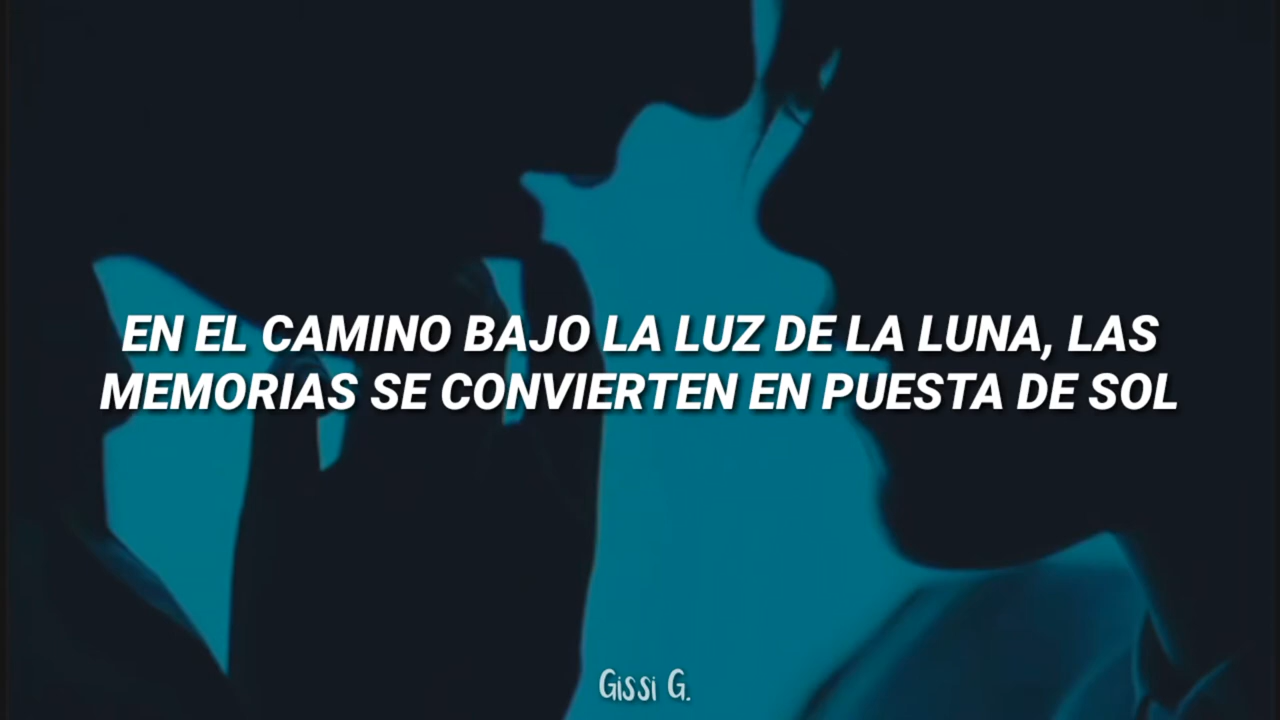 EN EL CAMINO BAJO LA LUZ DE LA LUNA, LAS
MEMORIAS SE CONVIERTEN EN PUESTA DE SOL
Gissi G.